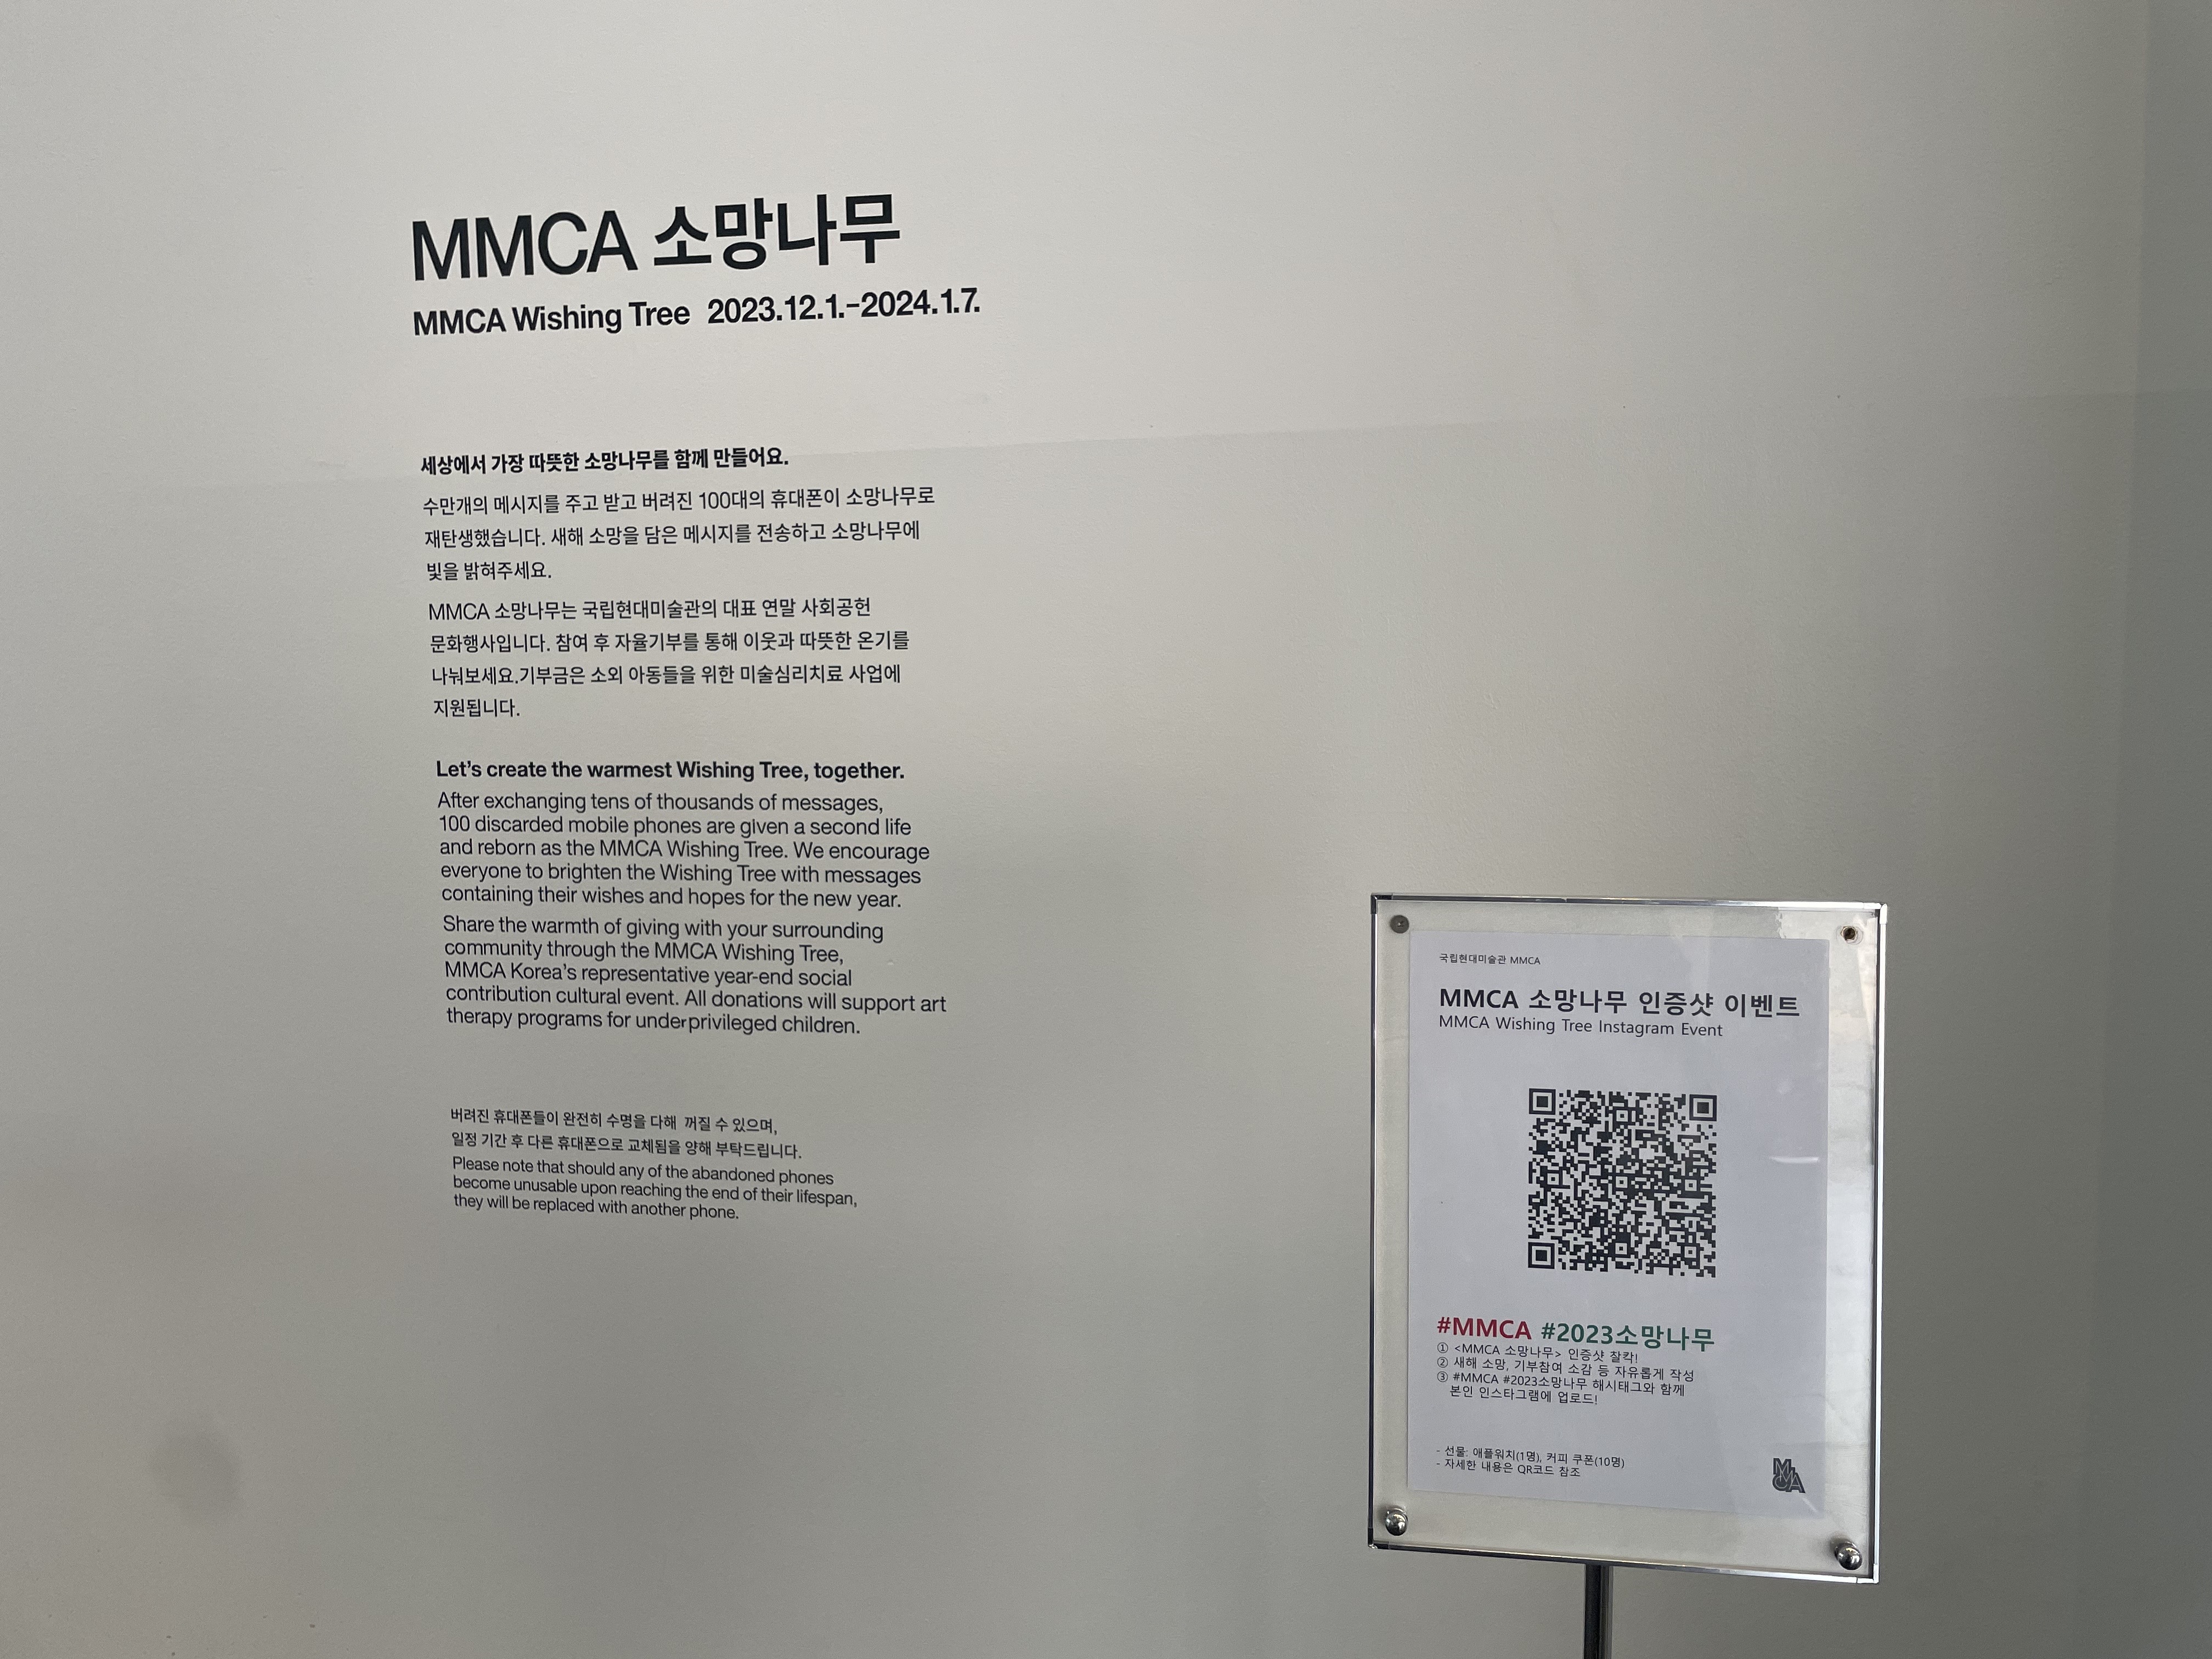 MMCA 소망나무
MMCA Wishing Tree 2023.12.1.-2024.1.7.
세상에서 가장 따뜻한 소망나무를 함께 만들어요.
수만개의 메시지를 주고 받고 버려진 100대의 휴대폰이 소망나무로
재탄생했습니다. 새해 소망을 담은 메시지를 전송하고 소망나무에
빛을 밝혀주세요.
MMCA 소망나무는 국립현대미술관의 대표 연말 사회공헌
문화행사입니다. 참여 후 자율기부를 통해 이웃과 따뜻한 온기를
나눠보세요.기부금은 소외 아동들을 위한 미술심리치료 사업에
지원됩니다.
Let's create the warmest Wishing Tree, together.
After exchanging tens of thousands of messages,
100 discarded mobile phones are given a second life
and reborn as the MMCA Wishing Tree. We encourage
everyone to brighten the Wishing Tree with messages
containing their wishes and hopes for the new year.
Share the warmth of giving with your surrounding
community through the MMCA Wishing Tree,
MMCA Korea's representative year-end social
contribution cultural event. All donations will support art
therapy programs for underprivileged children.
버려진 휴대폰들이 완전히 수명을 다해 꺼질 수 있으며,
일정 기간 후 다른 휴대폰으로 교체됨을 양해 부탁드립니다.
Please note that should any of the abandoned phones
become unusable upon reaching the end of their lifespan,
they will be replaced with another phone.
국립현대미술관 MMCA
MMCA 소망나무 인증샷 이벤트
MMCA Wishing Tree Instagram Event
#MMCA #2023소망나무
① <MMCA 소망나무> 인증샷 찰칵!
② 새해 소망, 기부참여 소감 등 자유롭게 작성
③ #MMCA #2023소망나무 해시태그와 함께
본인 인스타그램에 업로드!
- 선물: 애플워치(1명), 커피 쿠폰(10명)
- 자세한 내용은 QR코드 참조
MMCA